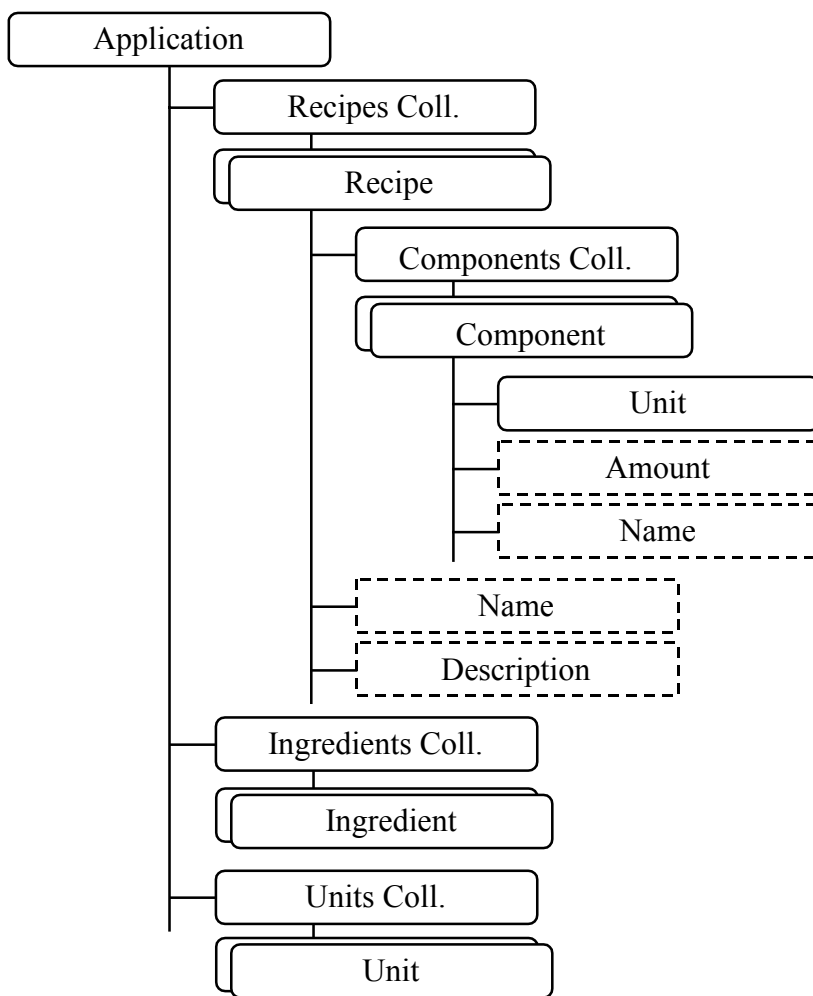 Application
Recipes Coll.
Recipe
Components Coll.
Component
Unit
Amount
Name
Name
Description
Ingredients Coll.
Ingredient
Units Coll.
Unit